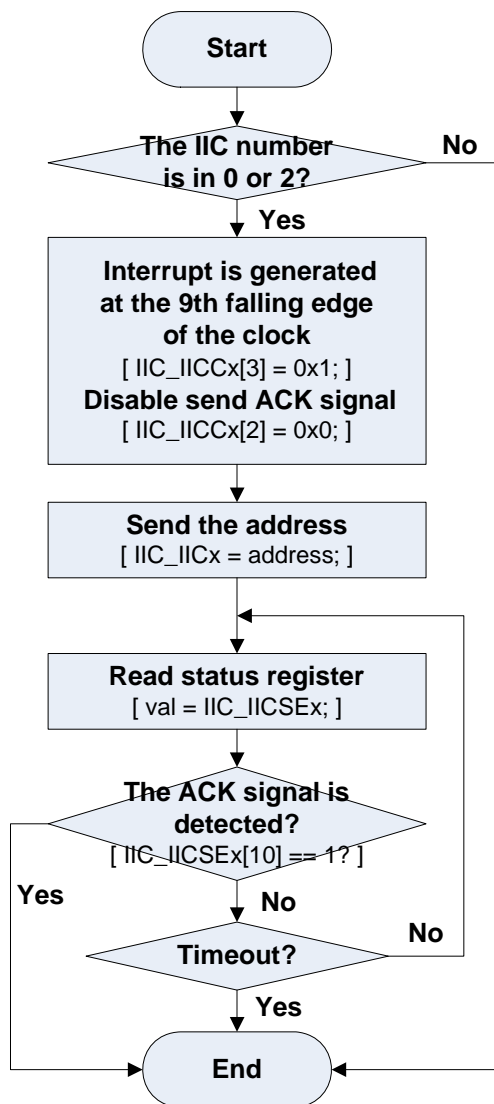 Start
The IIC number
is in 0 or 2?
No
Yes
Interrupt is generated
at the 9th falling edge
of the clock
[ IIC_IICCx[3] = 0x1; ]
Disable send ACK signal
[ IIC_IICCx[2] = 0x0; ]
Send the address
[ IIC_IICx = address; ]
Read status register
[ val = IIC_IICSEx; ]
The ACK signal is
detected?
[ IIC_IICSEx[10] == 1? ]
Yes
No
Timeout?
No
Yes
End